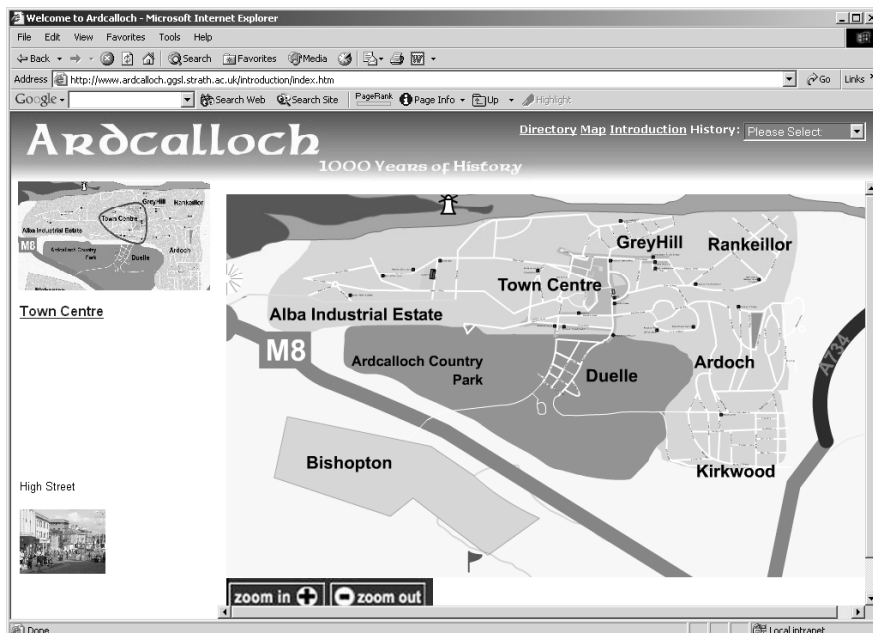 Welcome to Ardcalloch - Microsoft Internet Explorer
File Edit View Favorites Tools Help
Back Search Favorites Media
Address http://www.ardcalloch.ggsl.strath.ac.uk/introduction/index.htm Go Links
Google Search Web Search Site PageRank Page Info Up Highlight
Ardcalloch
1000 Years of History
Directory Map Introduction History: Please Select
GreyHill Rankeillor
Town Centre
Alba Industrial Estate
M8
Ardcalloch Country
Park
Duelle
Ardoch
Town Centre
High Street
GreyHill
Rankeillor
Town Centre
Alba Industrial Estate
M8
Ardcalloch Country
Park
Duelle
Ardoch
A734
Bishopton
Kirkwood
zoom in
zoom out
Done
Local intranet